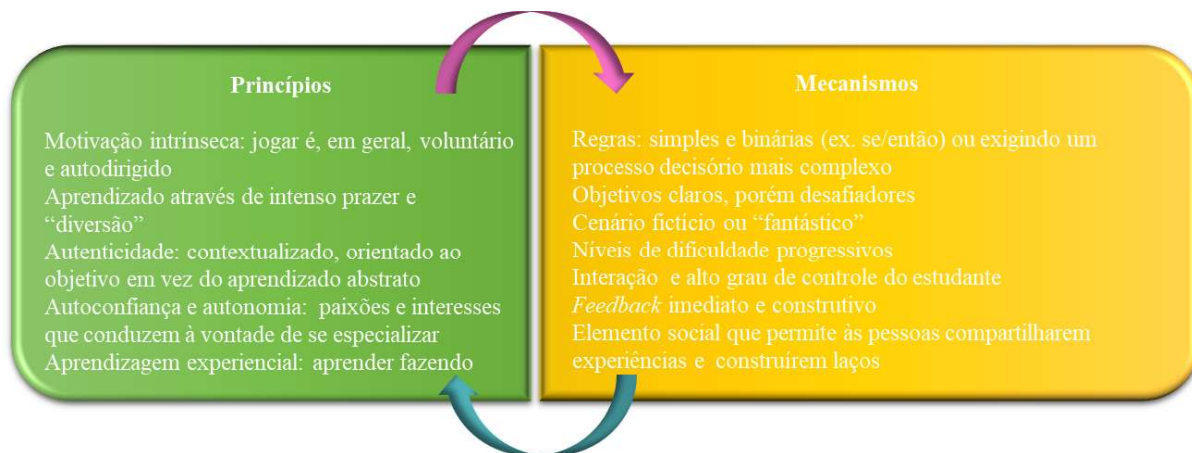 Princípios
Motivação intrínseca: jogar é, em geral, voluntário
e autodirigido
Aprendizado através de intenso prazer e
“diversão”
Autenticidade: contextualizado, orientado ao
objetivo em vez do aprendizado abstrato
Autoconfiança e autonomia: paixões e interesses
que conduzem à vontade de se especializar
Aprendizagem experiencial: aprender fazendo
Mecanismos
Regras: simples e binárias (ex. se/então) ou exigindo um
processo decisório mais complexo
Objetivos claros, porém desafiadores
Cenário fictício ou “fantástico”
Níveis de dificuldade progressivos
Interação e alto grau de controle do estudante
Feedback imediato e construtivo
Elemento social que permite às pessoas compartilharem
experiências e construírem laços